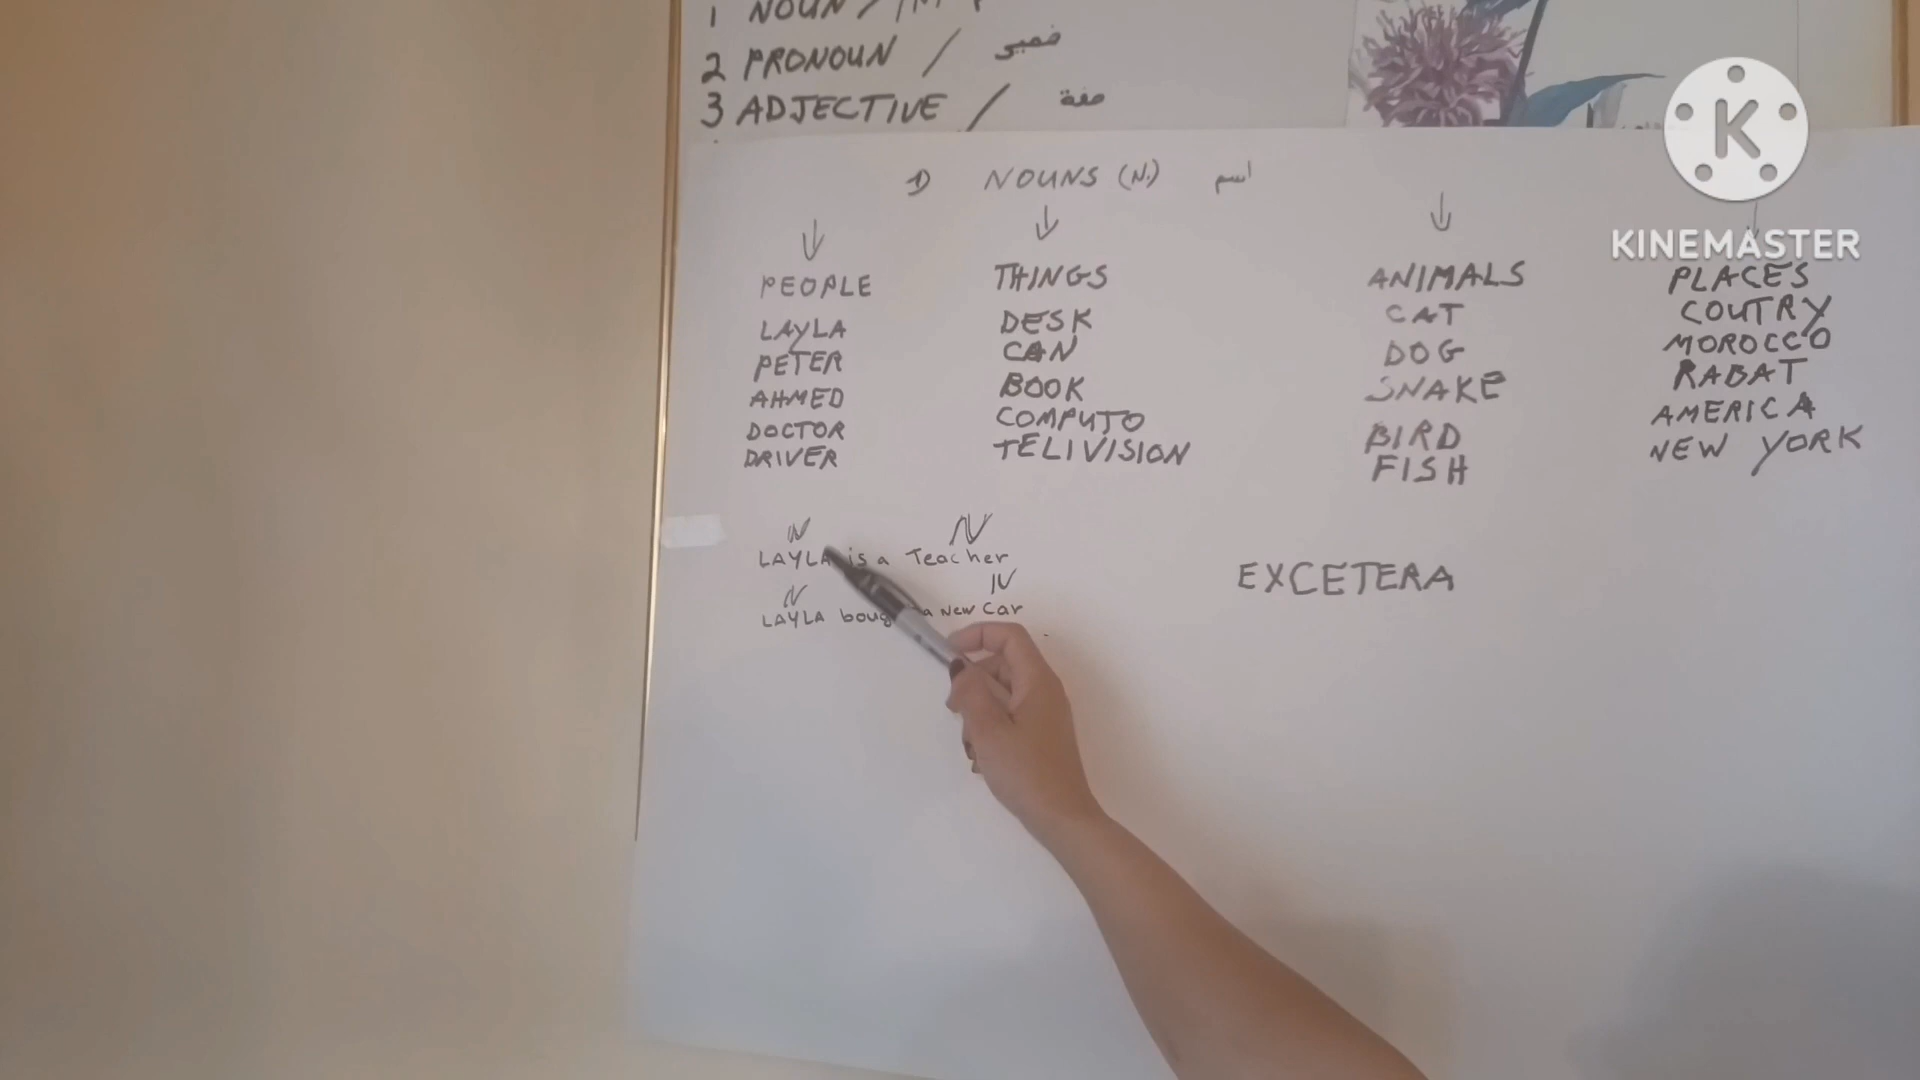 1 NOUN /
2 PRONOUN / ضمير
3 ADJECTIVE / صفة
1) NOUNS (N.) اسم
PEOPLE THINGS ANIMALS PLACES
LAYLA DESK CAT COUTRY
PETER CAN DOG MOROCCO
AHMED BOOK SNAKE RABAT
DOCTOR COMPUTO BIRD AMERICA
DRIVER TELIVISION FISH NEW YORK
N N
LAYLA is a Teacher
N N
LAYLA a New Car
EXCETERA
K
KINEMASTER